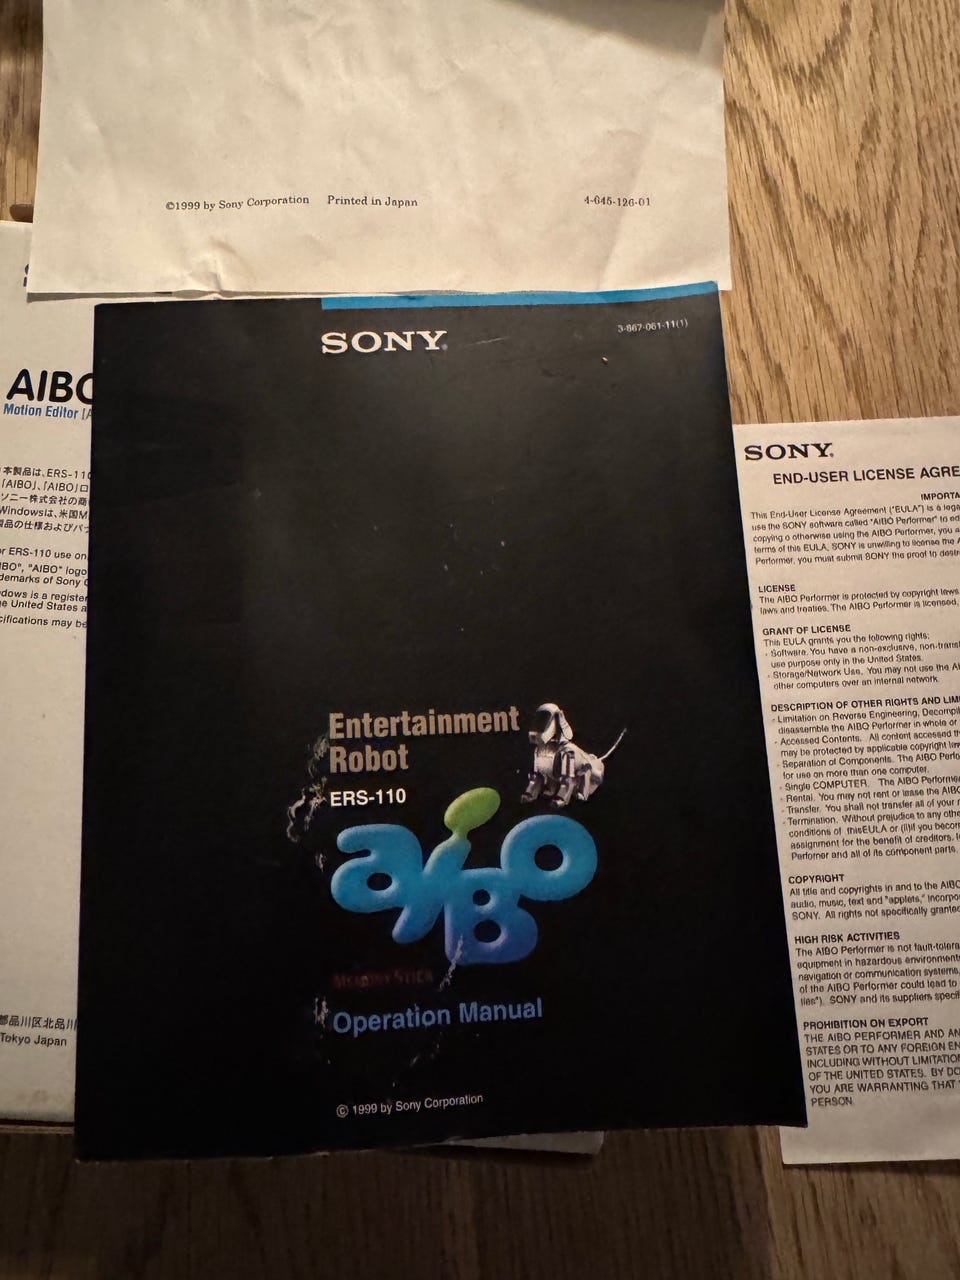 ©1999 by Sony Corporation Printed in Japan 4-645-126-01
AIBO
Motion Editor
本製品は、ERS-110
「AIBO」、「AIBO」ロ
ソニー株式会社の商
Windowsは、米国M
製品の仕様および
ERS-110 use on
"AIBO" logo
demarks of Sony
dows is a register
e United States a
cifications may be
都品川区北品川
Tokyo Japan
SONY
3-867-061-11(1)
Entertainment
Robot
ERS-110
aibo
MEMORY STICK
Operation Manual
© 1999 by Sony Corporation
SONY
END-USER LICENSE AGRE
IMPORTA
This End-User License Agreement ("EULA") is a lega
use the SONY software called "AIBO Performer" to ed
copying o otherwise using the AIBO Performer, you a
terms of this EULA, SONY is unwilling to license the A
Performer, you must submit SONY the proof to destr
LICENSE
The AIBO Performer is protected by copyright laws
laws and treaties. The AIBO Performer is licensed,
GRANT OF LICENSE
This EULA grants you the following rights:
- Software. You have a non-exclusive, non-transf
use purpose only in the United States.
- Storage/Network Use. You may not use the AI
other computers over an internal network.
DESCRIPTION OF OTHER RIGHTS AND LIMI
- Limitation on Reverse Engineering, Decompil
disassemble the AIBO Performer in whole or
- Accessed Contents. All content accessed th
may be protected by applicable copyright law
- Separation of Components. The AIBO Perfo
for use on more than one computer.
- Single COMPUTER. The AIBO Performe
- Rental. You may not rent or lease the AIBO
- Transfer. You shall not transfer all of your r
- Termination. Without prejudice to any othe
conditions of thisEULA or (ii)if you becom
assignment for the benefit of creditors.
Perfomer and all of its component parts.
COPYRIGHT
All title and copyrights in and to the AIBO
audio, music, text and "applets," incorpo
SONY. All rights not specifically grante
HIGH RISK ACTIVITIES
The AIBO Performer is not fault-tolera
equipment in hazardous environments
navigation or communication systems,
of the AIBO Performer could lead to
ties"). SONY and its suppliers specif
PROHIBITION ON EXPORT
THE AIBO PERFORMER AND AN
STATES OR TO ANY FOREIGN EN
INCLUDING WITHOUT LIMITATION
OF THE UNITED STATES. BY DO
YOU ARE WARRANTING THAT
PERSON.